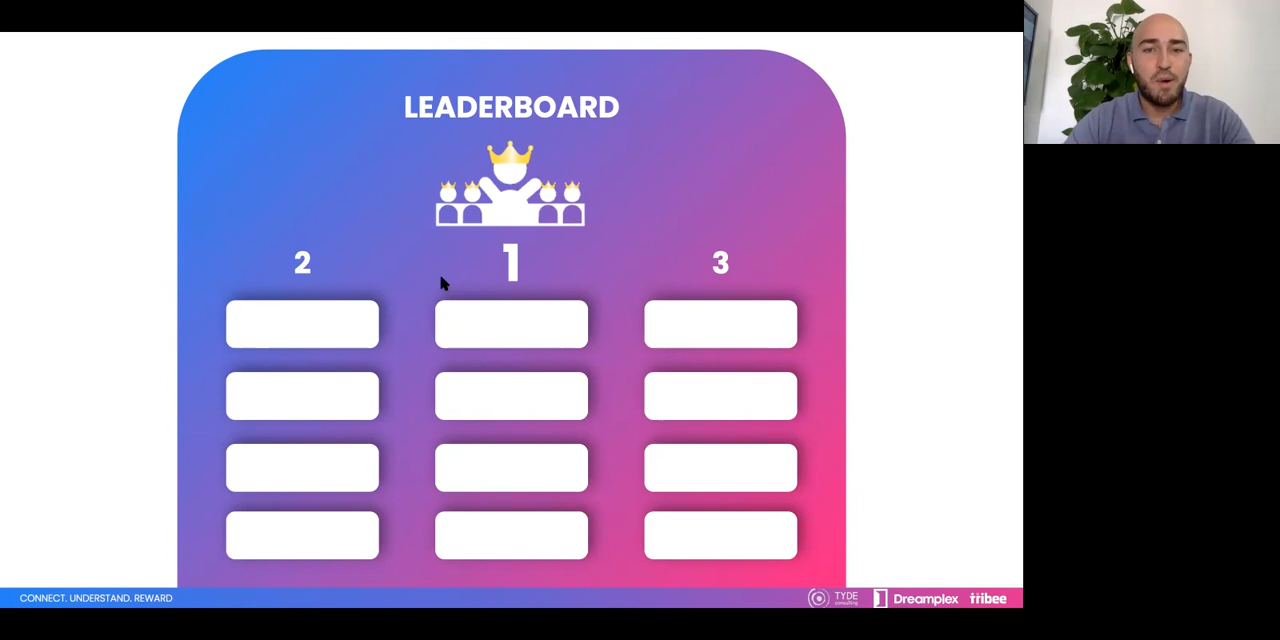 LEADERBOARD
2 1 3
CONNECT. UNDERSTAND. REWARD
TYDE
consulting
Dreamplex
tribee